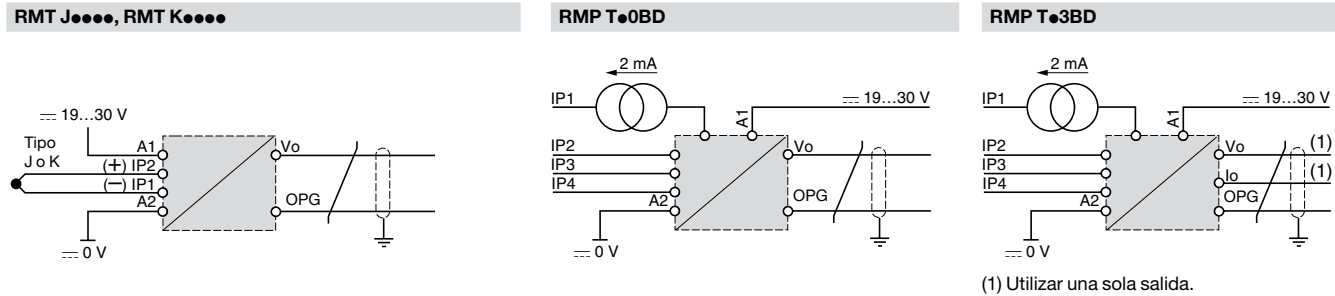 RMT J●●●●, RMT K●●●●
19…30 V
Tipo
J o K
A1
(+) IP2
(–) IP1
A2
0 V
Vo
OPG
RMP T●0BD
2 mA
IP1
A1
19…30 V
IP2
IP3
IP4
A2
0 V
Vo
OPG
RMP T●3BD
2 mA
IP1
A1
19…30 V
IP2
IP3
IP4
A2
0 V
Vo
(1)
Io
(1)
OPG
(1) Utilizar una sola salida.